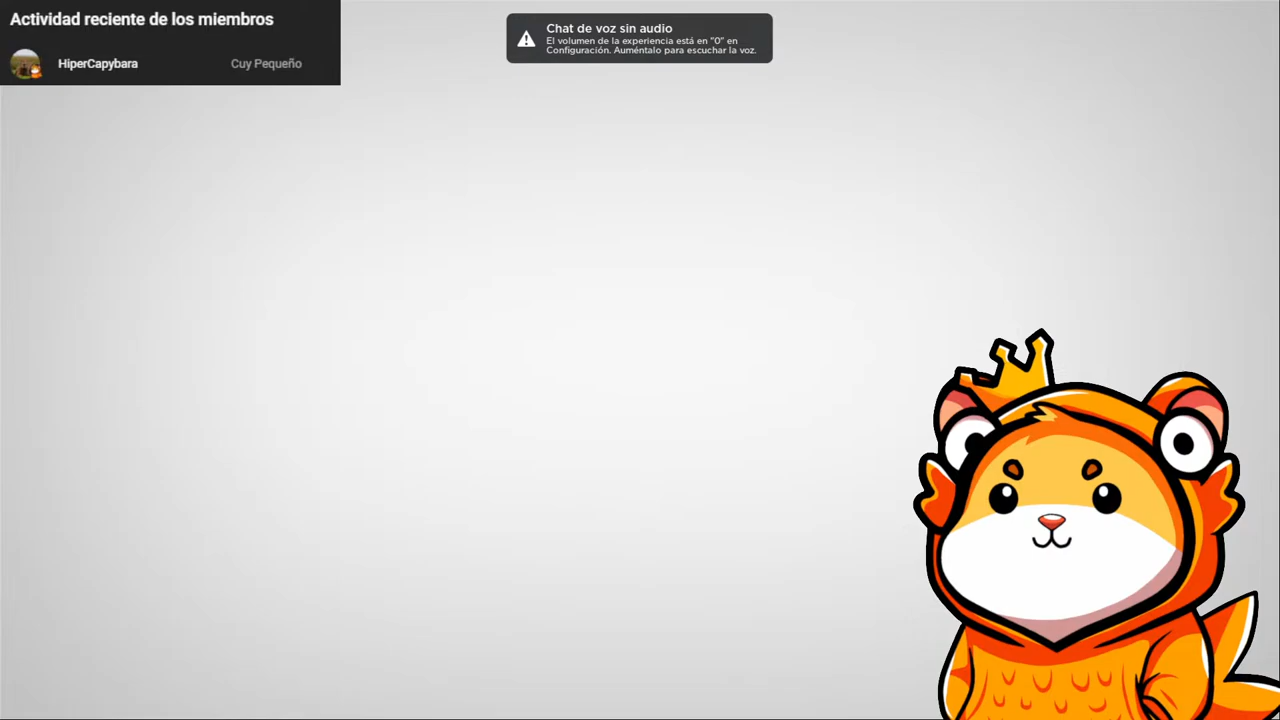 Actividad reciente de los miembros
HiperCapybara Cuy Pequeño
Chat de voz sin audio
El volumen de la experiencia está en "0" en
Configuración. Auméntalo para escuchar la voz.